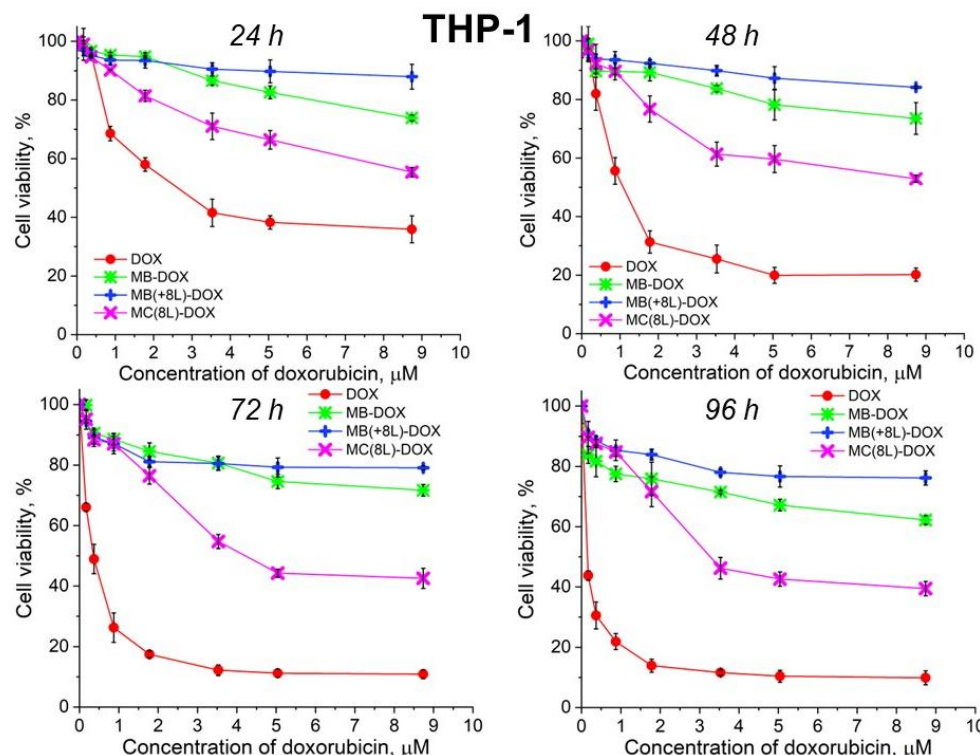 THP-1
24 h
Cell viability, %
100
80
60
40
20
0
DOX
MB-DOX
MB(+8L)-DOX
MC(8L)-DOX
0 1 2 3 4 5 6 7 8 9 10
Concentration of doxorubicin, µM
48 h
Cell viability, %
100
80
60
40
20
0
DOX
MB-DOX
MB(+8L)-DOX
MC(8L)-DOX
0 1 2 3 4 5 6 7 8 9 10
Concentration of doxorubicin, µM
72 h
Cell viability, %
100
80
60
40
20
0
DOX
MB-DOX
MB(+8L)-DOX
MC(8L)-DOX
0 1 2 3 4 5 6 7 8 9 10
Concentration of doxorubicin, µM
96 h
Cell viability, %
100
80
60
40
20
0
DOX
MB-DOX
MB(+8L)-DOX
MC(8L)-DOX
0 1 2 3 4 5 6 7 8 9 10
Concentration of doxorubicin, µM